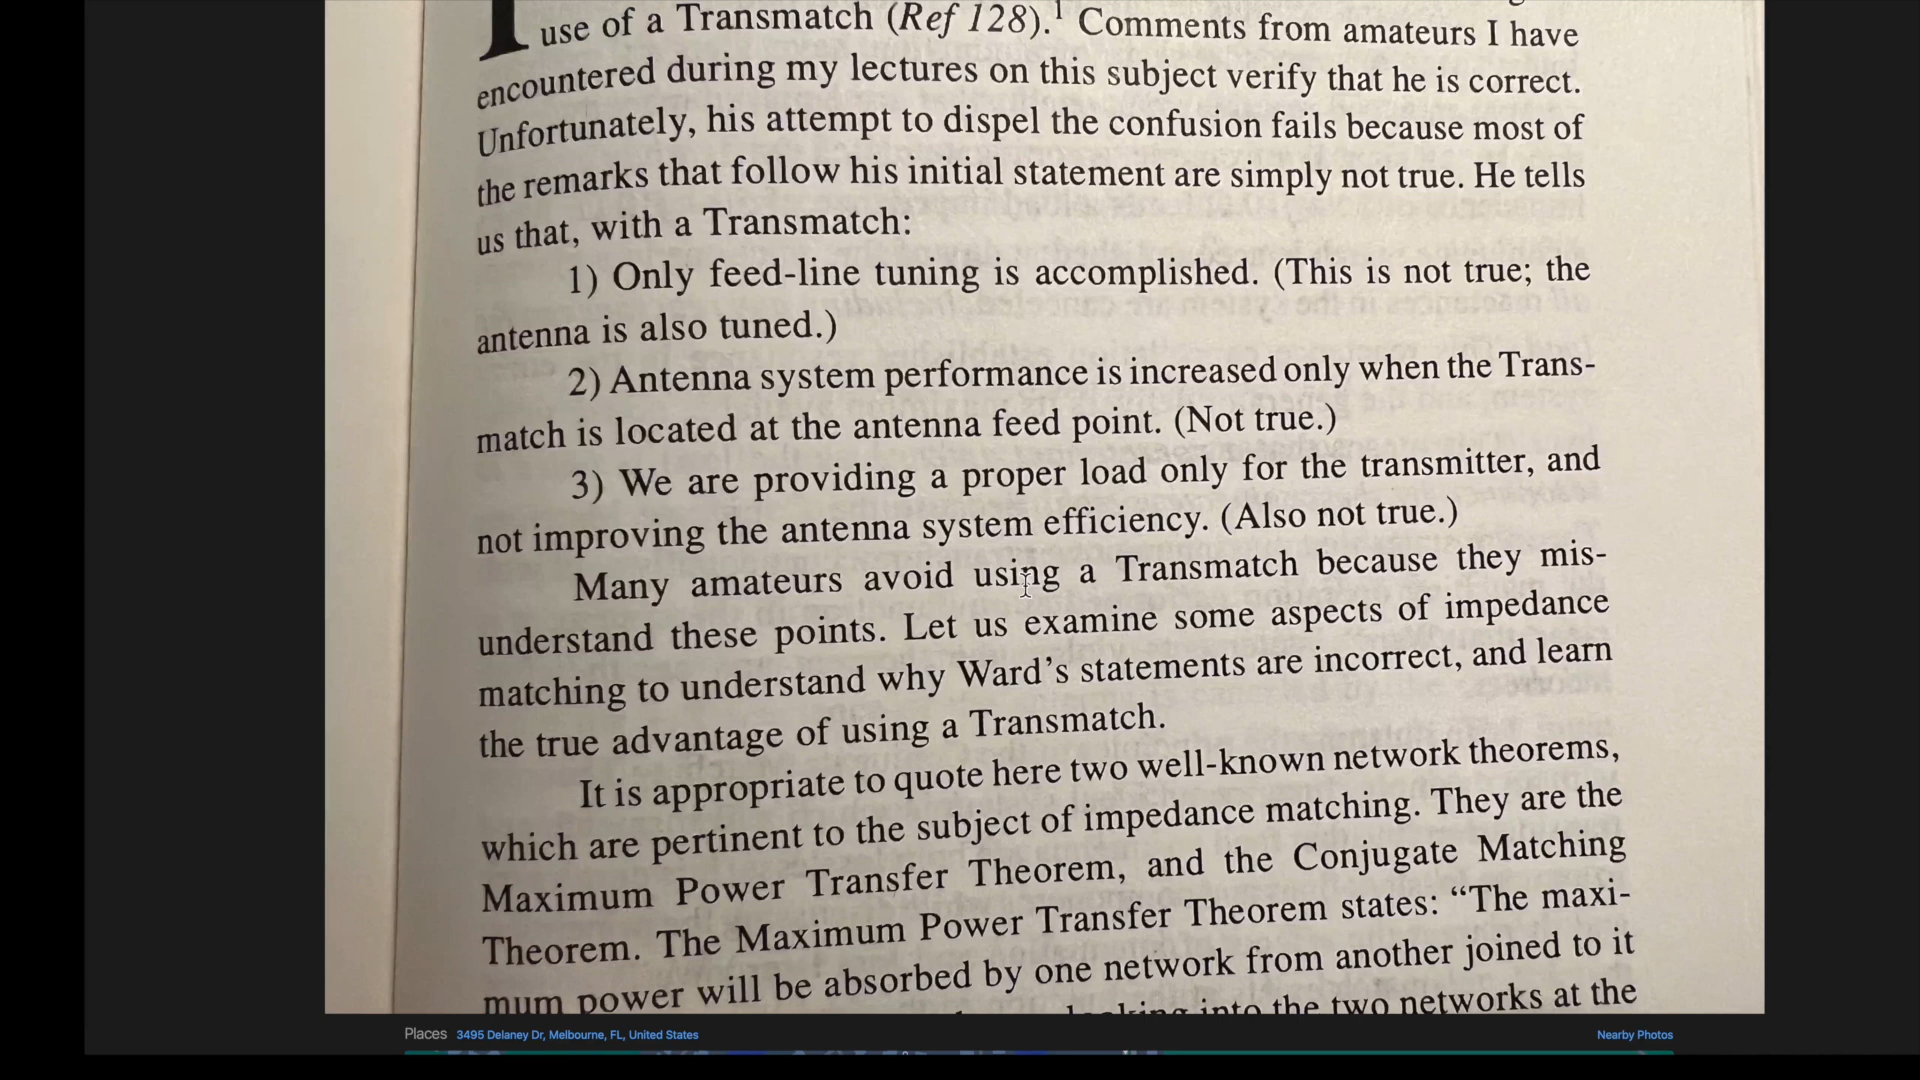 use of a Transmatch (Ref 128).¹ Comments from amateurs I have
encountered during my lectures on this subject verify that he is correct.
Unfortunately, his attempt to dispel the confusion fails because most of
the remarks that follow his initial statement are simply not true. He tells
us that, with a Transmatch:
1) Only feed-line tuning is accomplished. (This is not true; the
antenna is also tuned.)
2) Antenna system performance is increased only when the Trans-
match is located at the antenna feed point. (Not true.)
3) We are providing a proper load only for the transmitter, and
not improving the antenna system efficiency. (Also not true.)
Many amateurs avoid using a Transmatch because they mis-
understand these points. Let us examine some aspects of impedance
matching to understand why Ward's statements are incorrect, and learn
the true advantage of using a Transmatch.
It is appropriate to quote here two well-known network theorems,
which are pertinent to the subject of impedance matching. They are the
Maximum Power Transfer Theorem, and the Conjugate Matching
Theorem. The Maximum Power Transfer Theorem states: “The maxi-
mum power will be absorbed by one network from another joined to it
into the two networks at the
Places 3495 Delaney Dr, Melbourne, FL, United States
Nearby Photos